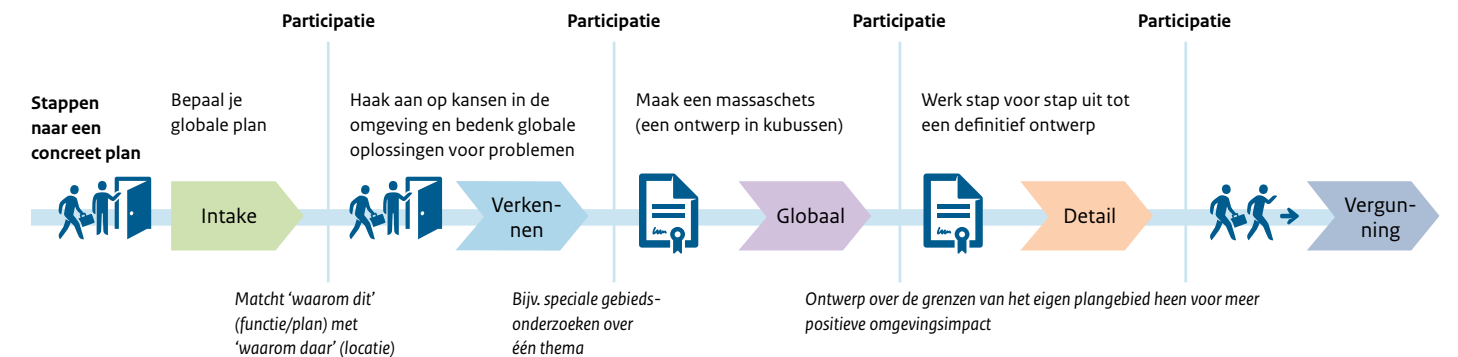 Participatie
Participatie
Participatie
Participatie
Stappen
naar een
concreet plan
Bepaal je
globale plan
Haak aan op kansen in de
omgeving en bedenk globale
oplossingen voor problemen
Maak een massaschets
(een ontwerp in kubussen)
Werk stap voor stap uit tot
een definitief ontwerp
Intake
Verken-
nen
Globaal
Detail
Vergun-
ning
Matcht ‘waarom dit’
(functie/plan) met
‘waarom daar’ (locatie)
Bijv. speciale gebieds-
onderzoeken over
één thema
Ontwerp over de grenzen van het eigen plangebied heen voor meer
positieve omgevingsimpact